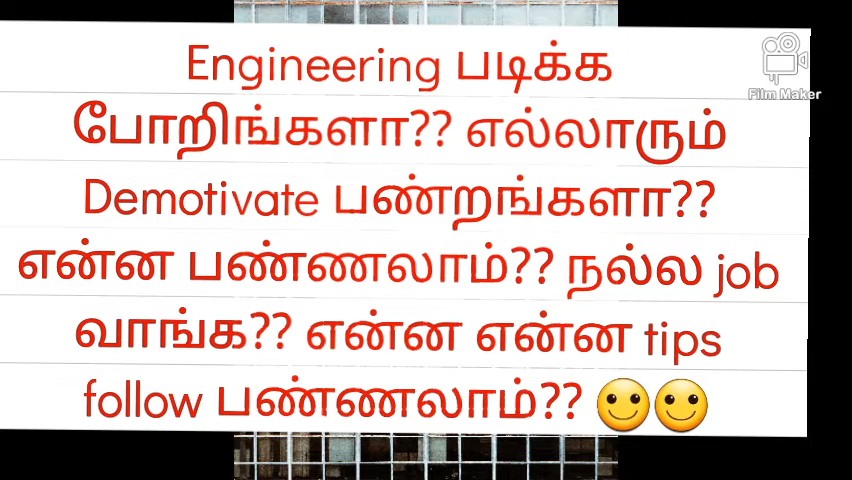 Engineering படிக்க
போறிங்களா?? எல்லாரும்
Demotivate பண்றங்களா??
என்ன பண்ணலாம்?? நல்ல job
வாங்க?? என்ன என்ன tips
follow பண்ணலாம்?? 🙂🙂
Film Maker